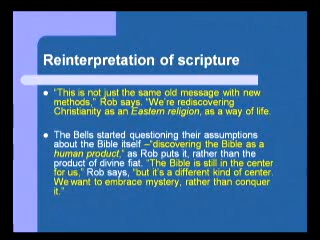 Reinterpretation of scripture
"This is not just the same old message with new
methods," Rob says. "We're rediscovering
Christianity as an Eastern religion, as a way of life.
The Bells started questioning their assumptions
about the Bible itself –"discovering the Bible as a
human product," as Rob puts it, rather than the
product of divine fiat. "The Bible is still in the center
for us," Rob says, "but it's a different kind of center.
We want to embrace mystery, rather than conquer
it."